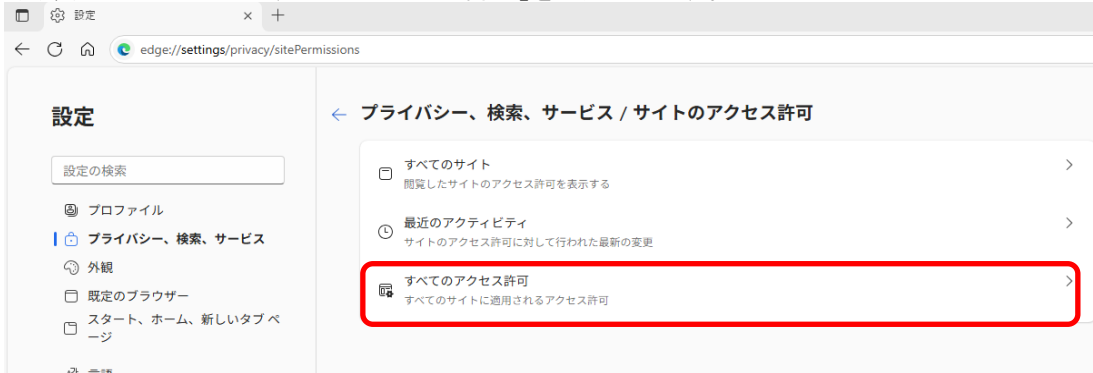 設定
edge://settings/privacy/sitePermissions
設定
設定の検索
プロファイル
プライバシー、検索、サービス
外観
既定のブラウザー
スタート、ホーム、新しいタブ ペ
ージ
プライバシー、検索、サービス / サイトのアクセス許可
すべてのサイト
閲覧したサイトのアクセス許可を表示する
最近のアクティビティ
サイトのアクセス許可に対して行われた最新の変更
すべてのアクセス許可
すべてのサイトに適用されるアクセス許可